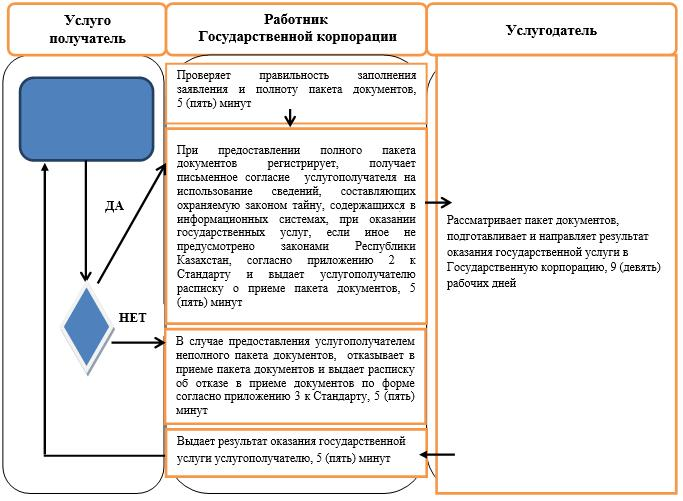 Услуго
получатель
Работник
Государственной корпорации
Услугодатель
Проверяет правильность заполнения
заявления и полноту пакета документов,
5 (пять) минут
При предоставлении полного пакета
документов регистрирует, получает
письменное согласие услугополучателя на
использование сведений, составляющих
охраняемую законом тайну, содержащихся в
информационных системах, при оказании
государственных услуг, если иное не
предусмотрено законами Республики
Казахстан, согласно приложению 2 к
Стандарту и выдает услугополучателю
расписку о приеме пакета документов, 5
(пять) минут
ДА
Рассматривает пакет документов,
подготавливает и направляет результат
оказания государственной услуги в
Государственную корпорацию, 9 (девять)
рабочих дней
НЕТ
В случае предоставления услугополучателем
неполного пакета документов, отказывает в
приеме пакета документов и выдает расписку
об отказе в приеме документов по форме
согласно приложению 3 к Стандарту, 5 (пять)
минут
Выдает результат оказания государственной
услуги услугополучателю, 5 (пять) минут